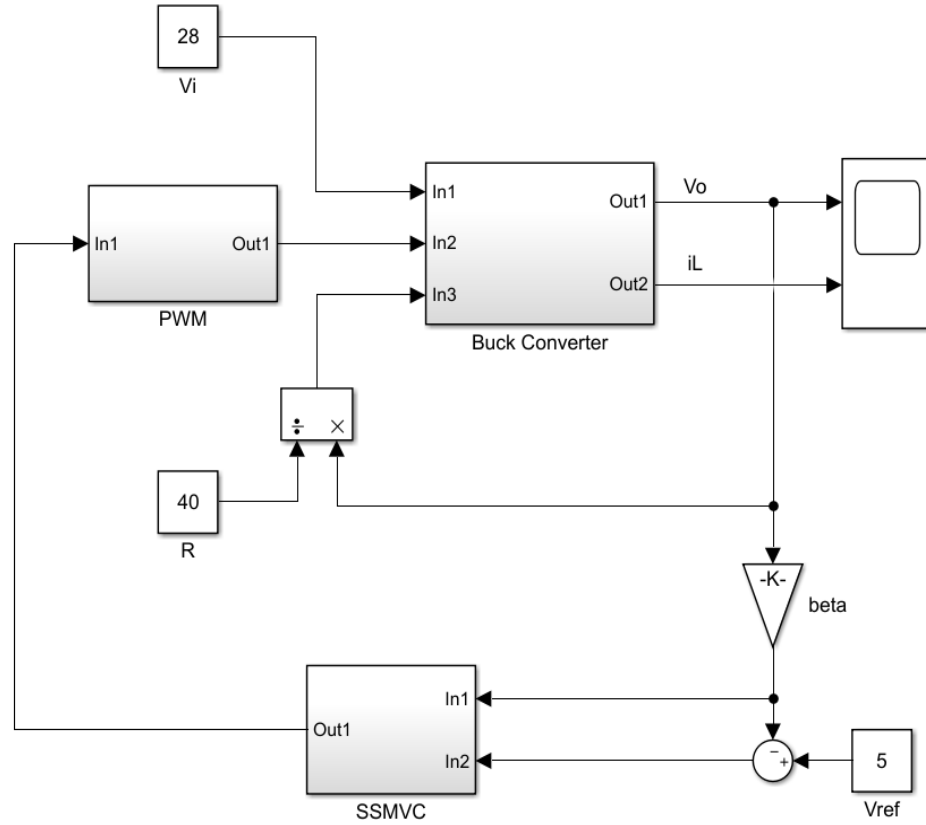 28
Vi
In1
Out1
Vo
In1
Out1
In2
iL
In3
Out2
PWM
Buck Converter
÷ ×
40
R
-K-
beta
In1
Out1
In2
− +
5
SSMVC
Vref